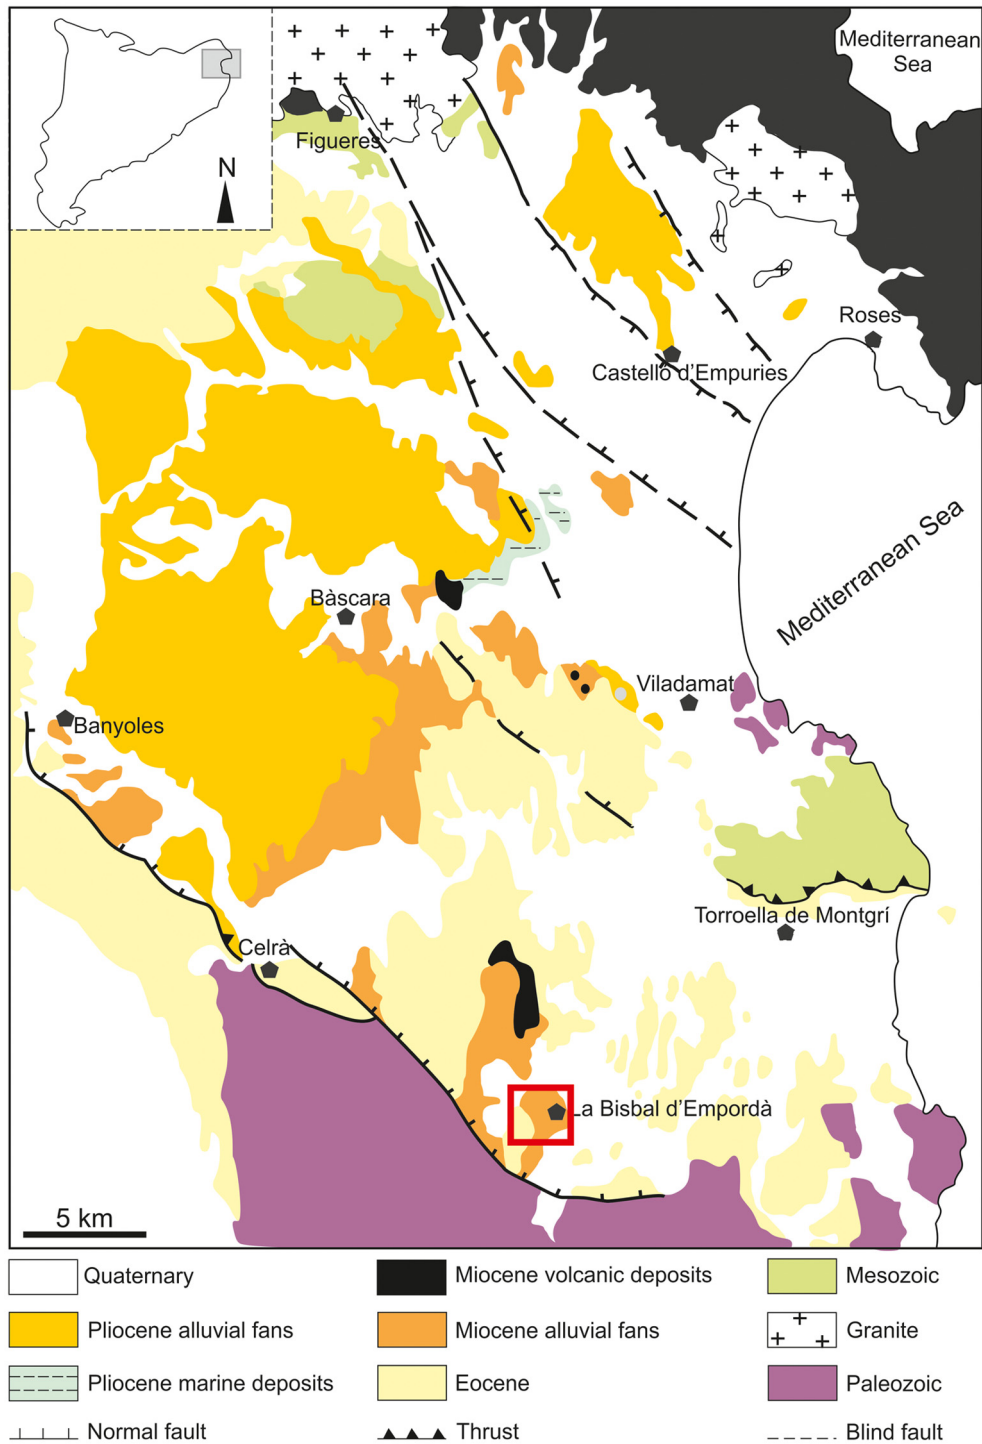 Mediterranean
Sea
N
Figueres
Roses
Castelló d'Empuries
Mediterranean Sea
Bàscara
Viladamat
Banyoles
Torroella de Montgrí
Celrà
La Bisbal d'Empordà
5 km
Quaternary
Miocene volcanic deposits
Mesozoic
Pliocene alluvial fans
Miocene alluvial fans
Granite
Pliocene marine deposits
Eocene
Paleozoic
Normal fault
Thrust
Blind fault